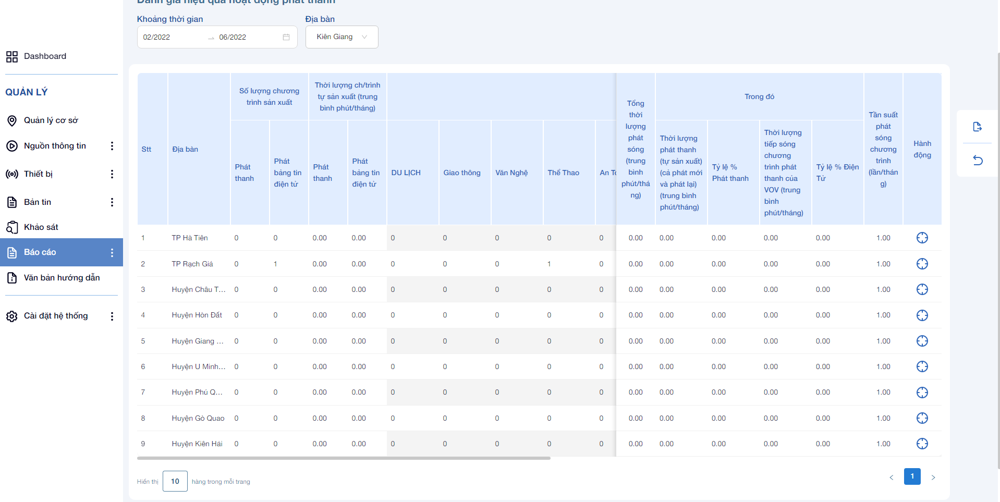 Đánh giá hiệu quả hoạt động phát thanh
Khoảng thời gian
Địa bàn
02/2022
06/2022
Kiên Giang
Dashboard
QUẢN LÝ
Quản lý cơ sở
Nguồn thông tin
Thiết bị
Bản tin
Khảo sát
Báo cáo
Văn bản hướng dẫn
Cài đặt hệ thống
Stt
Địa bàn
Số lượng chương
trình sản xuất
Phát
thanh
Phát
bảng tin
điện tử
Thời lượng ch/trình
tự sản xuất (trung
bình phút/tháng)
Phát
thanh
Phát
bảng tin
điện tử
DU LỊCH
Giao thông
Văn Nghệ
Thể Thao
An
Tổng
thời
lượng
phát
sóng
(trung
bình
phút/thá
ng)
Trong đó
Thời lượng
phát thanh
(tự sản xuất)
(cả phát mới
và phát lại)
(trung bình
phút/tháng)
Tỷ lệ %
Phát thanh
Thời lượng
tiếp sóng
chương
trình phát
thanh của
VOV (trung
bình
phút/tháng)
Tỷ lệ % Điện
Tử
Tần suất
phát
sóng
chương
trình
(lần/thán
g)
Hành
động
1 TP Hà Tiên 0 0 0.00 0.00 0 0 0 0 0 0.00 0.00 0.00 0.00 0.00 1.00
2 TP Rạch Giá 0 1 0.00 0.00 0 0 0 1 0 0.00 0.00 0.00 0.00 0.00 1.00
3 Huyện Châu T... 0 0 0.00 0.00 0 0 0 0 0 0.00 0.00 0.00 0.00 0.00 1.00
4 Huyện Hòn Đất 0 0 0.00 0.00 0 0 0 0 0 0.00 0.00 0.00 0.00 0.00 1.00
5 Huyện Giang ... 0 0 0.00 0.00 0 0 0 0 0 0.00 0.00 0.00 0.00 0.00 1.00
6 Huyện U Minh... 0 0 0.00 0.00 0 0 0 0 0 0.00 0.00 0.00 0.00 0.00 1.00
7 Huyện Phú Q... 0 0 0.00 0.00 0 0 0 0 0 0.00 0.00 0.00 0.00 0.00 1.00
8 Huyện Gò Quao 0 0 0.00 0.00 0 0 0 0 0 0.00 0.00 0.00 0.00 0.00 1.00
9 Huyện Kiên Hải 0 0 0.00 0.00 0 0 0 0 0 0.00 0.00 0.00 0.00 0.00 1.00
Hiển thị 10 hàng trong mỗi trang
1